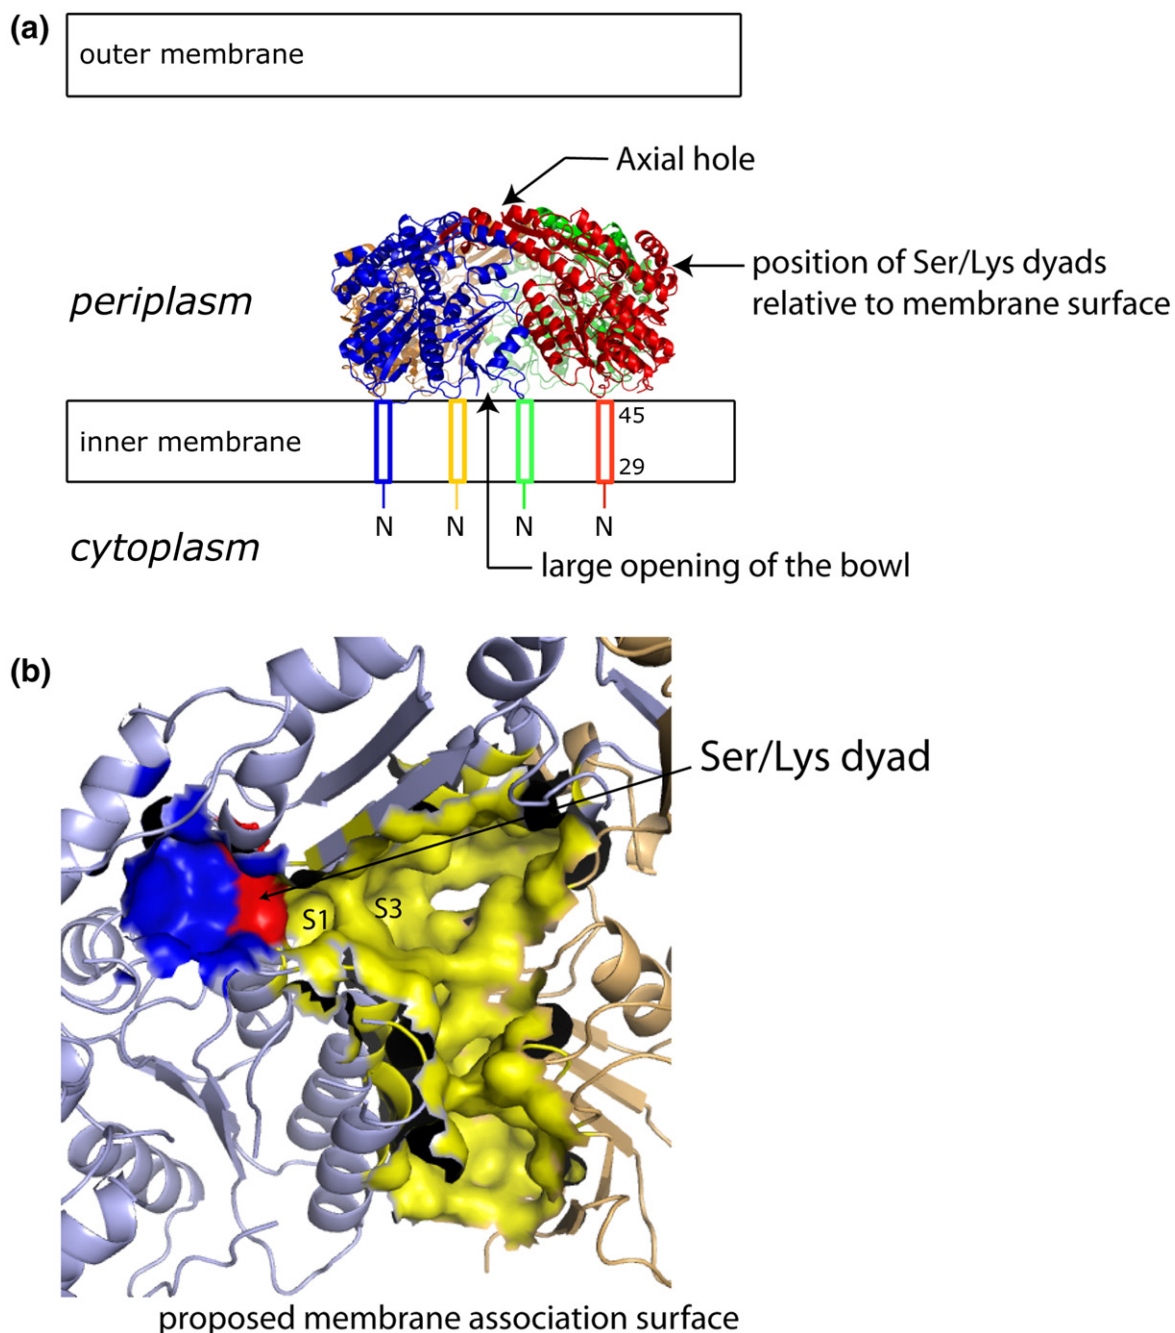 (a)
outer membrane
Axial hole
position of Ser/Lys dyads
relative to membrane surface
periplasm
inner membrane
45
29
N N N N
cytoplasm
large opening of the bowl
(b)
Ser/Lys dyad
S1 S3
proposed membrane association surface